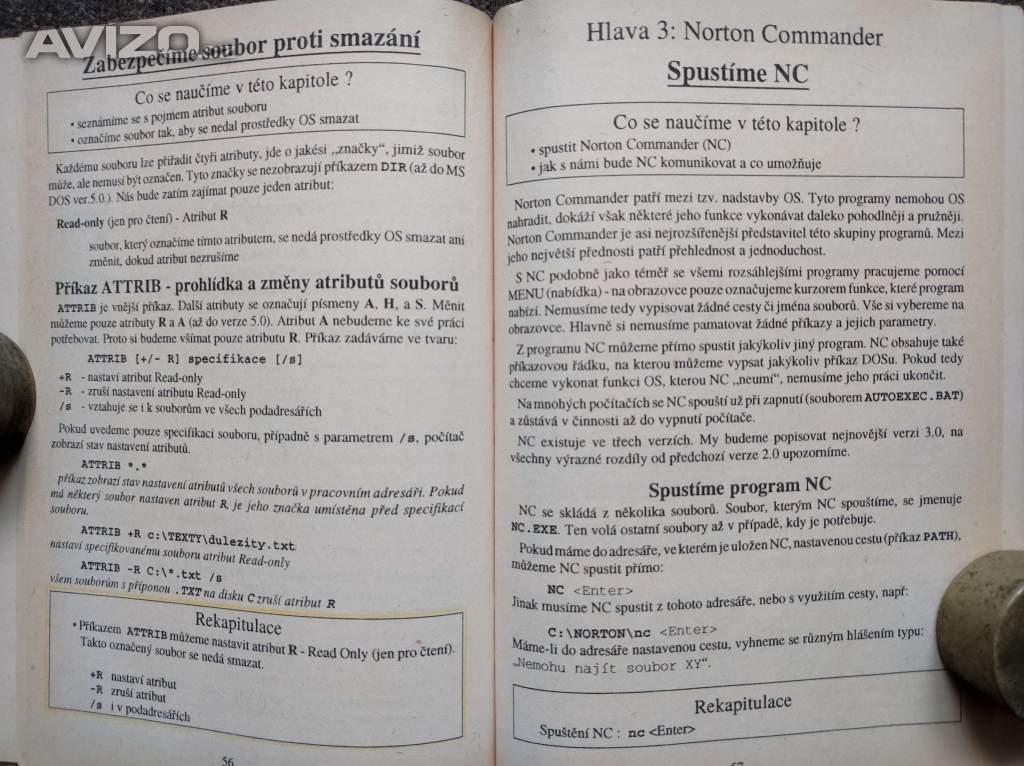 AVIZO
Zabezpečíme soubor proti smazání
Co se naučíme v této kapitole ?
• seznámíme se s pojmem atribut souboru
• označíme soubor tak, aby se nedal prostředky OS smazat
Každému souboru lze přiřadit čtyři atributy, jde o jakési „značky", jimiž soubor
může, ale nemusí být označen. Tyto značky se nezobrazují příkazem DIR (až do MS
DOS ver.5.0.). Nás bude zatím zajímat pouze jeden atribut:
Read-only (jen pro čtení) - Atribut R
soubor, který označíme tímto atributem, se nedá prostředky OS smazat ani
změnit, dokud atribut nezrušíme
Příkaz ATTRIB - prohlídka a změny atributů souborů
ATTRIB je vnější příkaz. Další atributy se označují písmeny A, H, a S. Měnit
můžeme pouze atributy R a A (až do verze 5.0). Atribut A nebudeme ke své práci
potřebovat. Proto si budeme všímat pouze atributu R. Příkaz zadáváme ve tvaru:
ATTRIB [+/- R] specifikace [/s]
+R - nastaví atribut Read-only
-R - zruší nastavení atributu Read-only
/s - vztahuje se i k souborům ve všech podadresářích
Pokud uvedeme pouze specifikaci souboru, případně s parametrem /s, počítač
zobrazí stav nastavení atributů.
ATTRIB *.*
příkaz zobrazí stav nastavení atributů všech souborů v pracovním adresáři. Pokud
má některý soubor nastaven atribut R, je jeho značka umístěna před specifikací
souboru.
ATTRIB +R c:\TEXTY\dulezity.txt
nastaví specifikovanému souboru atribut Read-only
ATTRIB -R C:\*.txt /s
všem souborům s příponou .TXT na disku C zruší atribut R
Rekapitulace
• Příkazem ATTRIB můžeme nastavit atribut R - Read Only (jen pro čtení).
Takto označený soubor se nedá smazat.
+R nastaví atribut
-R zruší atribut
/s i v podadresářích
56
Hlava 3: Norton Commander
Spustíme NC
Co se naučíme v této kapitole ?
• spustit Norton Commander (NC)
• jak s námi bude NC komunikovat a co umožňuje
Norton Commander patří mezi tzv. nadstavby OS. Tyto programy nemohou OS
nahradit, dokáží však některé jeho funkce vykonávat daleko pohodlněji a pružněji.
Norton Commander je asi nejrozšířenější představitel této skupiny programů. Mezi
jeho největší přednosti patří přehlednost a jednoduchost.
S NC podobně jako téměř se všemi rozsáhlejšími programy pracujeme pomocí
MENU (nabídka) - na obrazovce pouze označujeme kurzorem funkce, které program
nabízí. Nemusíme tedy vypisovat žádné cesty či jména souborů. Vše si vybereme na
obrazovce. Hlavně si nemusíme pamatovat žádné příkazy a jejich parametry.
Z programu NC můžeme přímo spustit jakýkoliv jiný program. NC obsahuje také
příkazovou řádku, na kterou můžeme vypsat jakýkoliv příkaz DOSu. Pokud tedy
chceme vykonat funkci OS, kterou NC „neumí", nemusíme jeho práci ukončit.
Na mnohých počítačích se NC spouští už při zapnutí (souborem AUTOEXEC.BAT)
a zůstává v činnosti až do vypnutí počítače.
NC existuje ve třech verzích. My budeme popisovat nejnovější verzi 3.0, na
všechny výrazné rozdíly od předchozí verze 2.0 upozorníme.
Spustíme program NC
NC se skládá z několika souborů. Soubor, kterým NC spouštíme, se jmenuje
NC.EXE. Ten volá ostatní soubory až v případě, kdy je potřebuje.
Pokud máme do adresáře, ve kterém je uložen NC, nastavenou cestu (příkaz PATH),
můžeme NC spustit přímo:
NC <Enter>
Jinak musíme NC spustit z tohoto adresáře, nebo s využitím cesty, např:
C:\NORTON\nc <Enter>
Máme-li do adresáře nastavenou cestu, vyhneme se různým hlášením typu:
„Nemohu najít soubor XY".
Rekapitulace
Spuštění NC : nc <Enter>
57